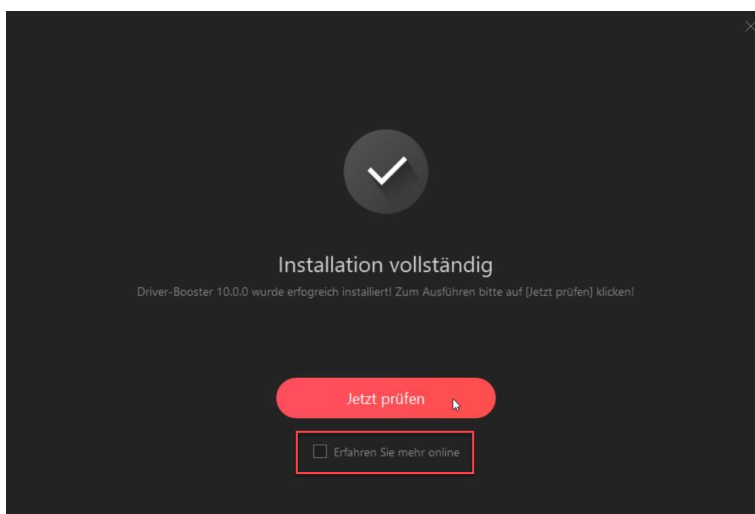 Installation vollständig
Driver-Booster 10.0.0 wurde erfogreich installiert! Zum Ausführen bitte auf [Jetzt prüfen] klicken!
Jetzt prüfen
Erfahren Sie mehr online